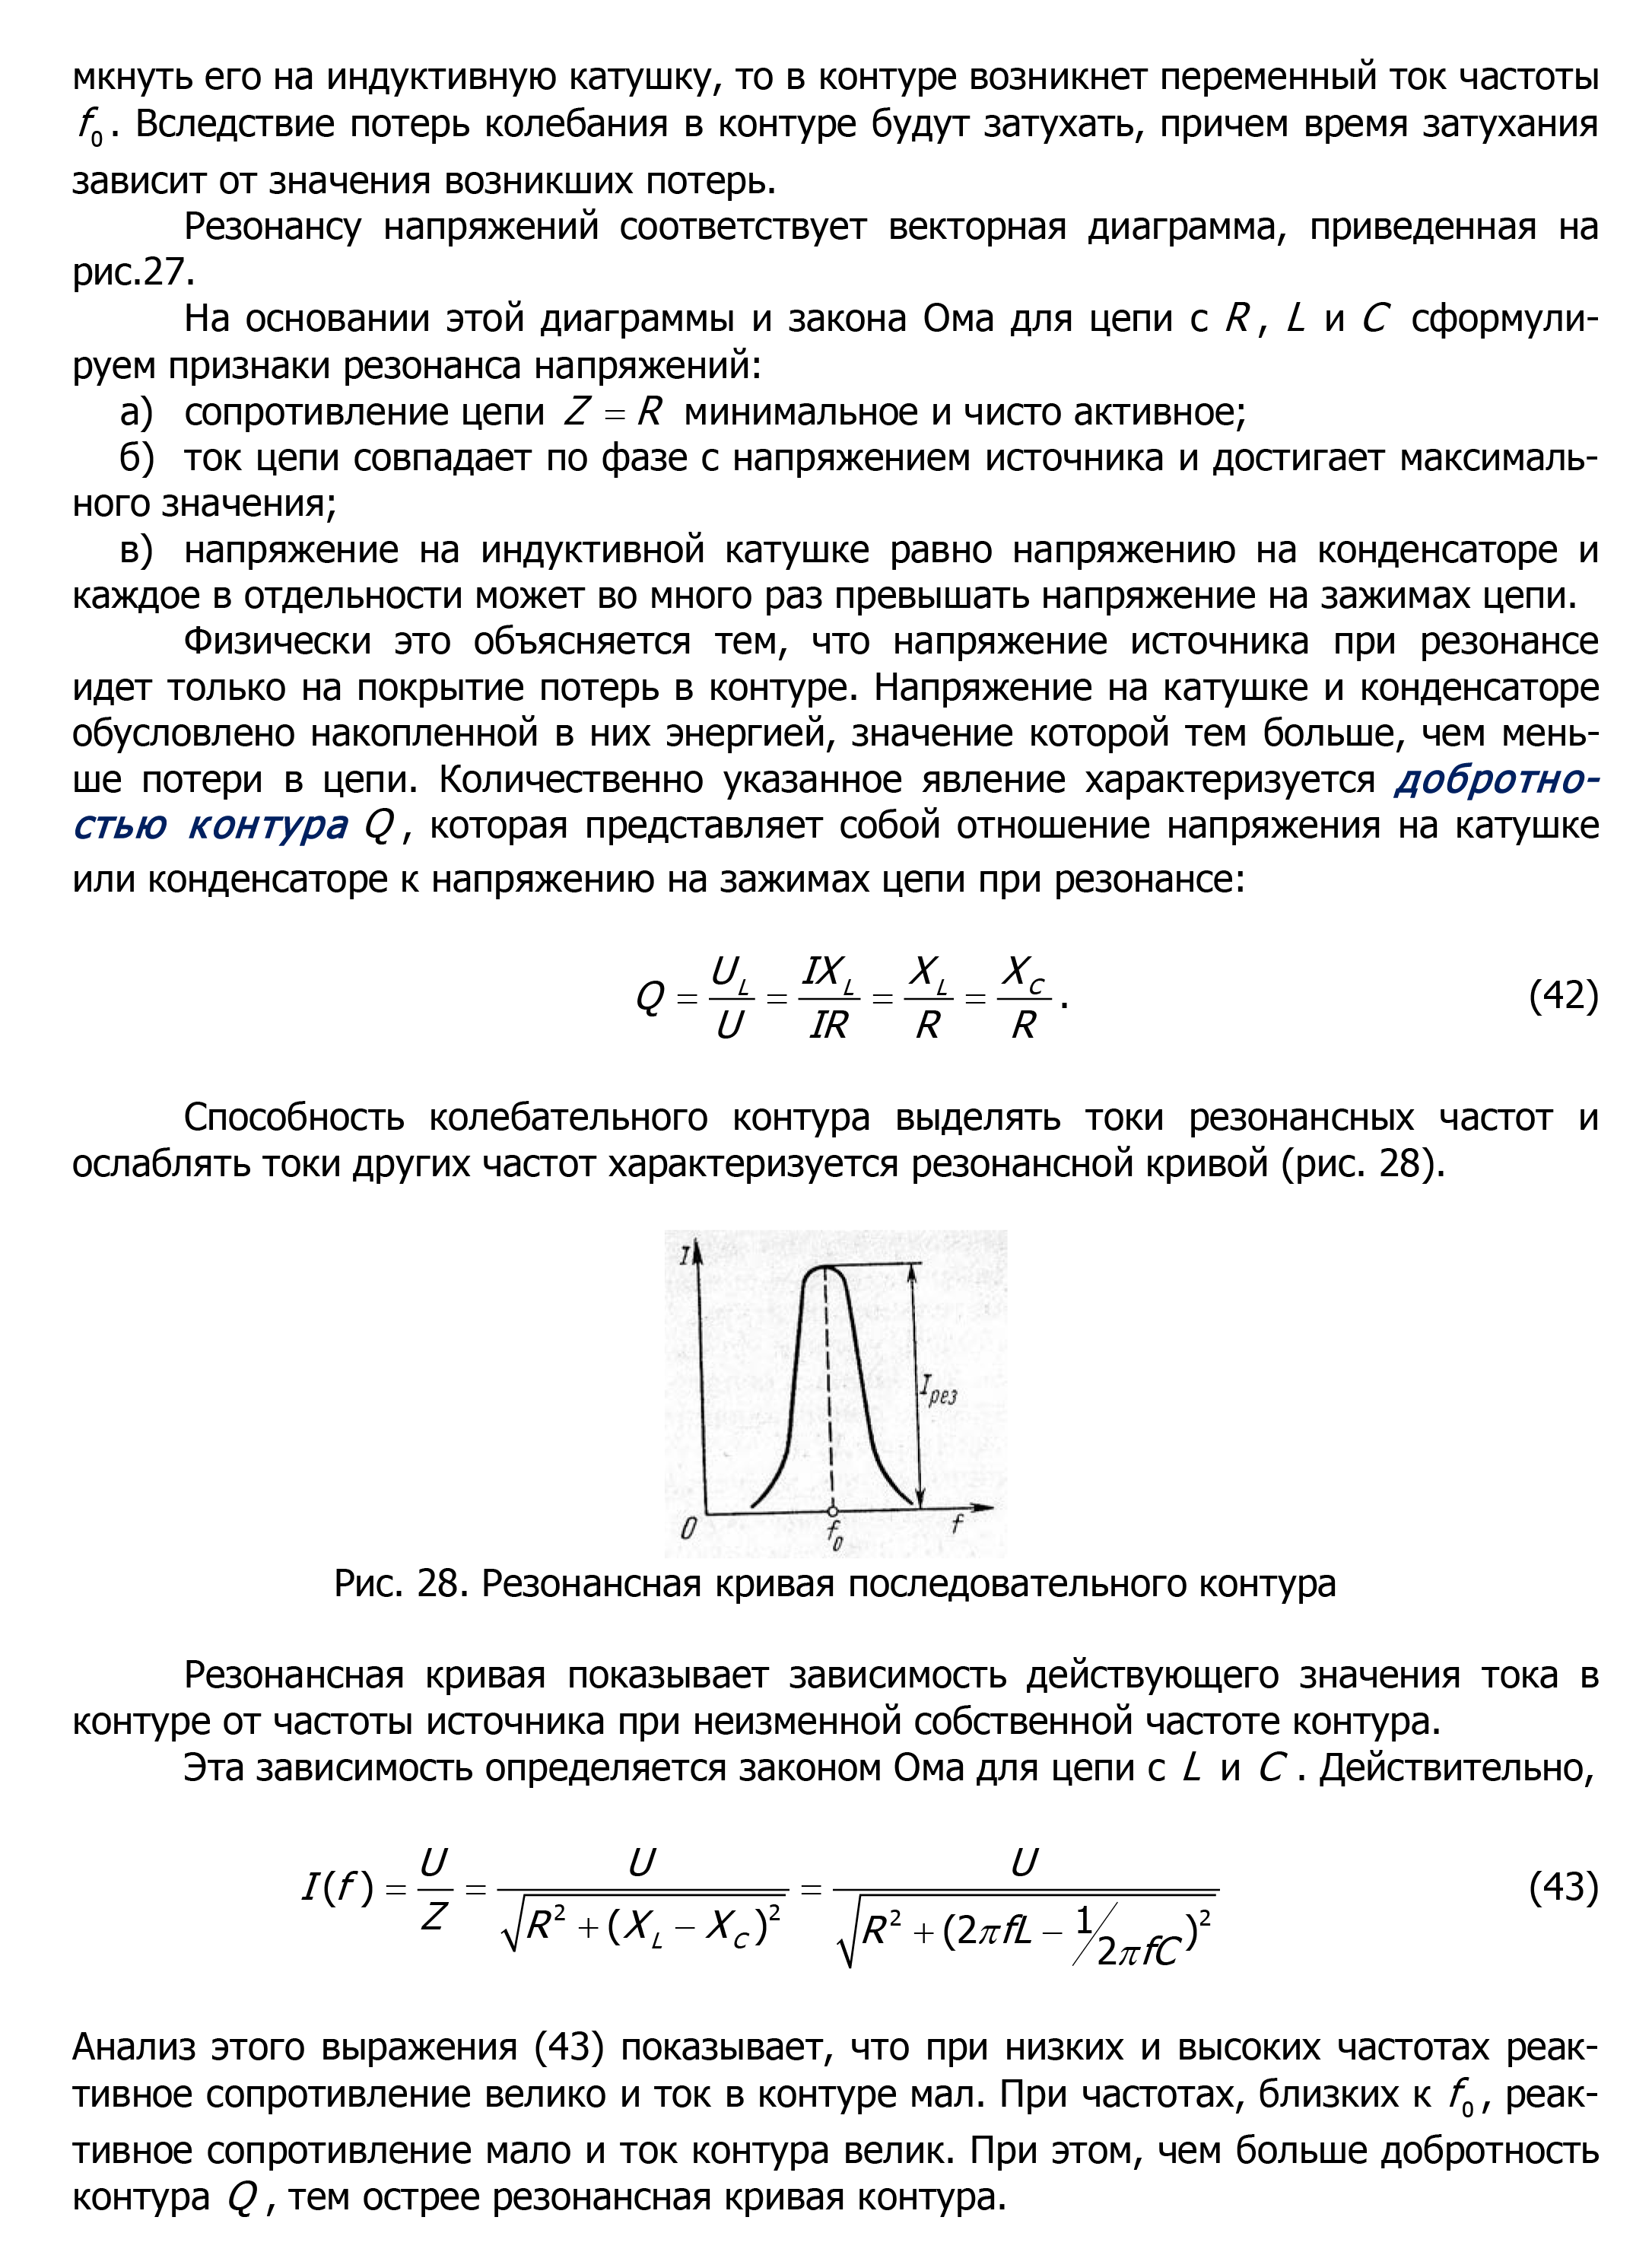 мкнуть его на индуктивную катушку, то в контуре возникнет переменный ток частоты
f₀. Вследствие потерь колебания в контуре будут затухать, причем время затухания
зависит от значения возникших потерь.
Резонансу напряжений соответствует векторная диаграмма, приведенная на
рис.27.
На основании этой диаграммы и закона Ома для цепи с R, L и C сформули-
руем признаки резонанса напряжений:
а) сопротивление цепи Z = R минимальное и чисто активное;
б) ток цепи совпадает по фазе с напряжением источника и достигает максималь-
ного значения;
в) напряжение на индуктивной катушке равно напряжению на конденсаторе и
каждое в отдельности может во много раз превышать напряжение на зажимах цепи.
Физически это объясняется тем, что напряжение источника при резонансе
идет только на покрытие потерь в контуре. Напряжение на катушке и конденсаторе
обусловлено накопленной в них энергией, значение которой тем больше, чем мень-
ше потери в цепи. Количественно указанное явление характеризуется добротно-
стью контура Q, которая представляет собой отношение напряжения на катушке
или конденсаторе к напряжению на зажимах цепи при резонансе:
Q = U_L/U = IX_L/IR = X_L/R = X_C/R. (42)
Способность колебательного контура выделять токи резонансных частот и
ослаблять токи других частот характеризуется резонансной кривой (рис. 28).
I
I рез
0
f₀
f
Рис. 28. Резонансная кривая последовательного контура
Резонансная кривая показывает зависимость действующего значения тока в
контуре от частоты источника при неизменной собственной частоте контура.
Эта зависимость определяется законом Ома для цепи с L и C . Действительно,
I(f) = U/Z = U/√(R² + (X_L − X_C)²) = U/√(R² + (2πfL − 1/2πfC)²) (43)
Анализ этого выражения (43) показывает, что при низких и высоких частотах реак-
тивное сопротивление велико и ток в контуре мал. При частотах, близких к f₀, реак-
тивное сопротивление мало и ток контура велик. При этом, чем больше добротность
контура Q, тем острее резонансная кривая контура.